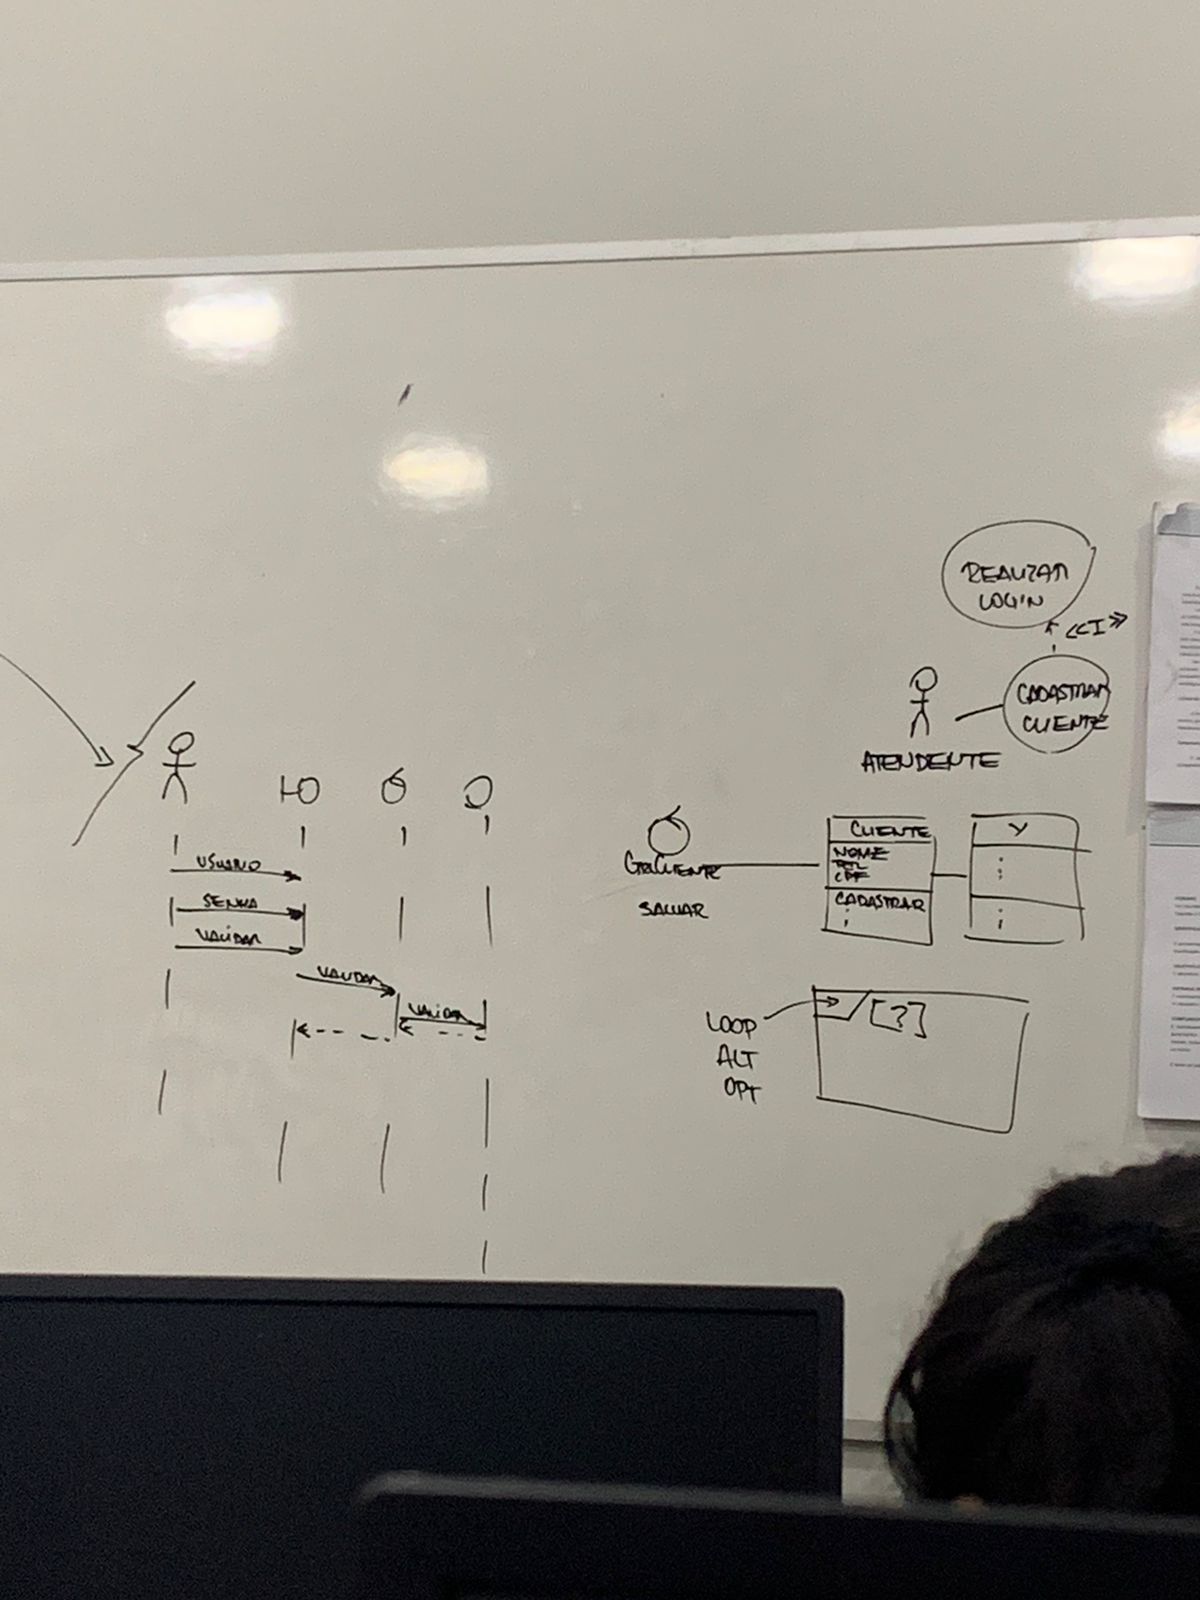 REALIZAR
LOGIN
<<I>>
CADASTRAR
CLIENTE
ATENDENTE
USUARIO
SENHA
VALIDAR
VALIDAR
VALIDAR
CTRLCLIENTE
SALVAR
CLIENTE
NOME
TEL
CPF
CADASTRAR
Y
LOOP
ALT
OPT
[?]